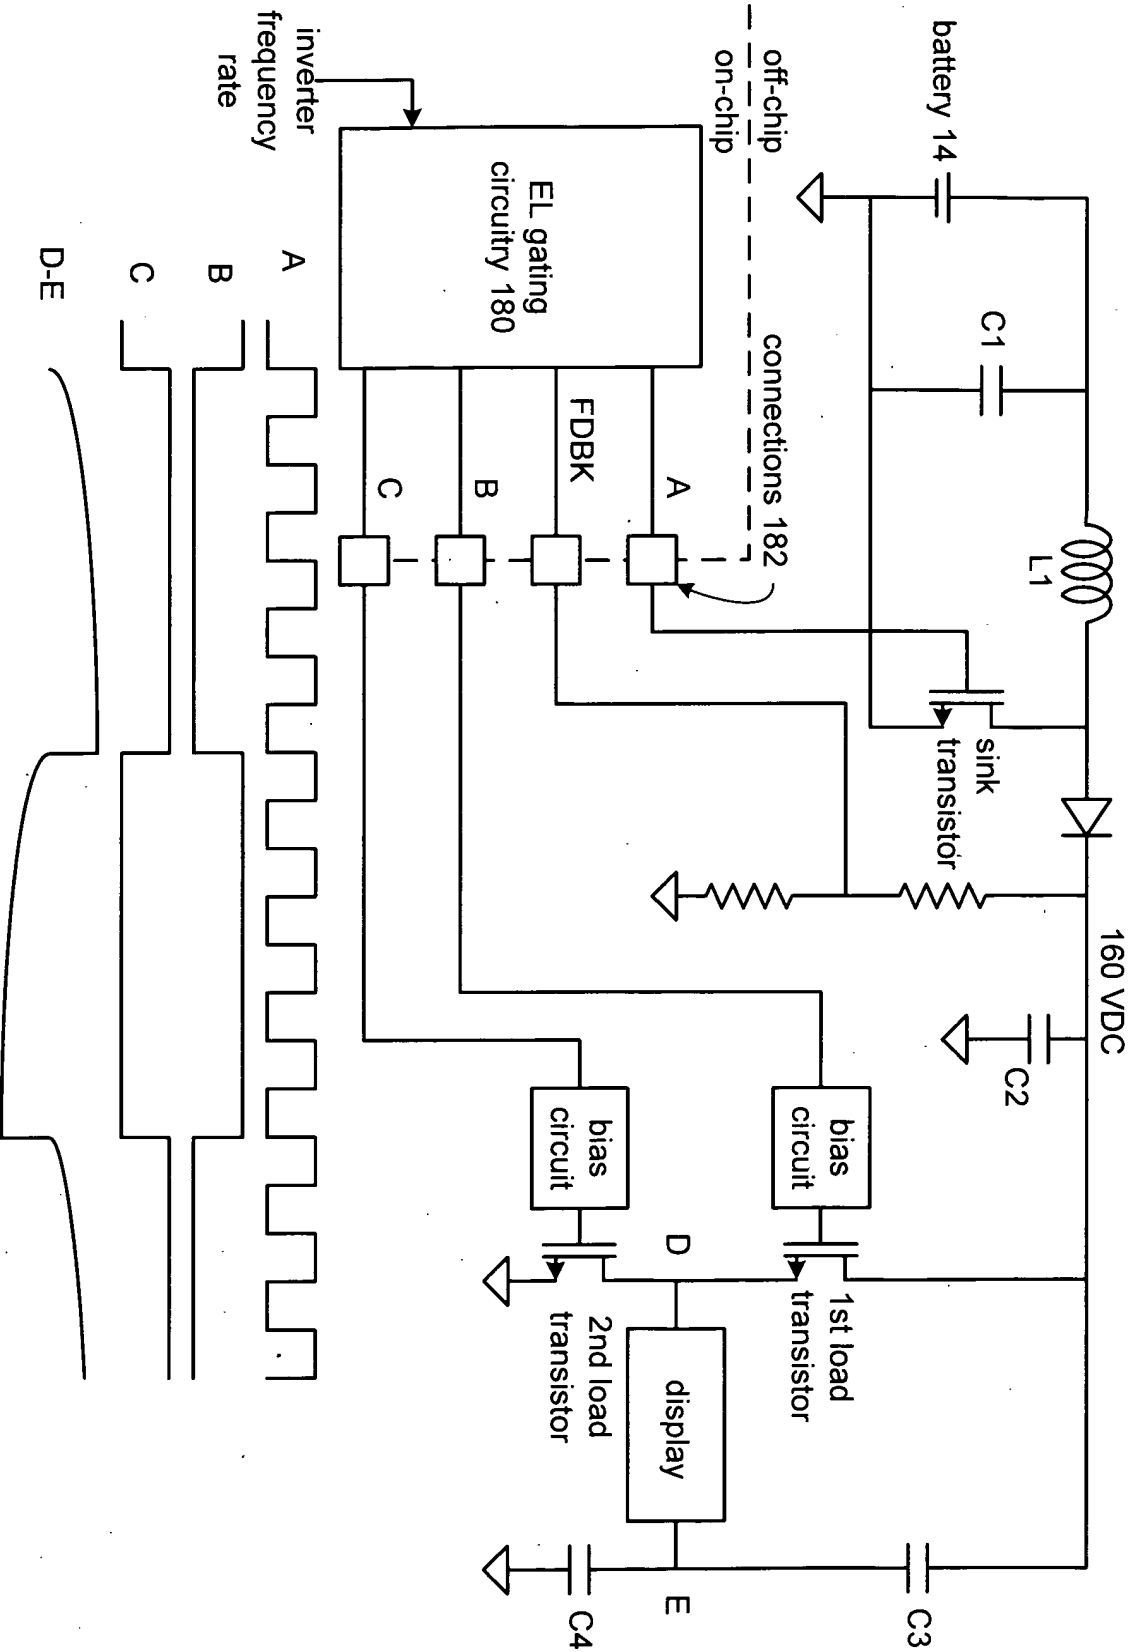 battery 14
C1
L1
sink
transistor
160 VDC
C2
C3
off-chip
on-chip
connections 182
bias
circuit
1st load
transistor
inverter
frequency
rate
EL gating
circuitry 180
A
FDBK
B
C
bias
circuit
D
2nd load
transistor
display
E
C4
A
B
C
D-E